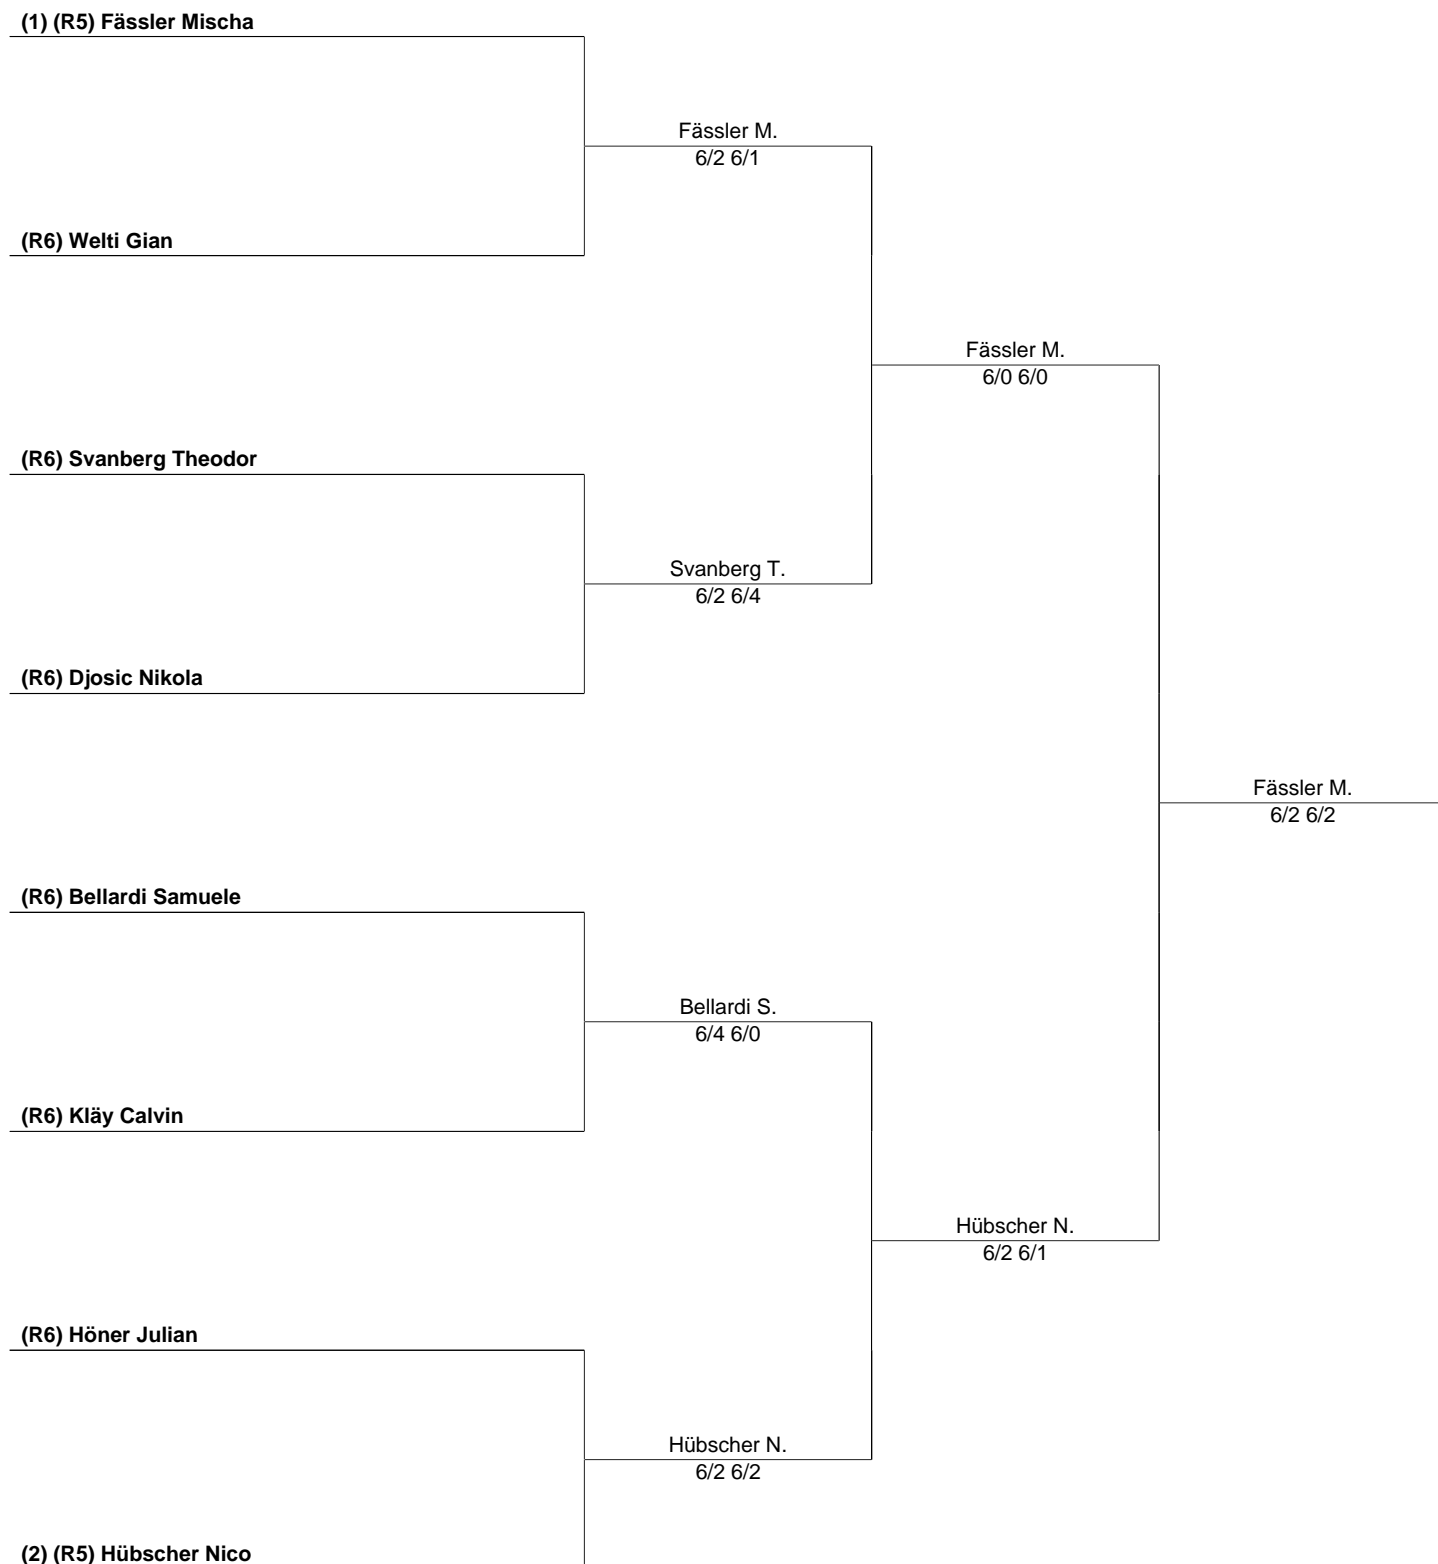 (1) (R5) Fässler Mischa
Fässler M.
6/2 6/1
(R6) Welti Gian
Fässler M.
6/0 6/0
(R6) Svanberg Theodor
Svanberg T.
6/2 6/4
(R6) Djosic Nikola
Fässler M.
6/2 6/2
(R6) Bellardi Samuele
Bellardi S.
6/4 6/0
(R6) Kläy Calvin
Hübscher N.
6/2 6/1
(R6) Höner Julian
Hübscher N.
6/2 6/2
(2) (R5) Hübscher Nico